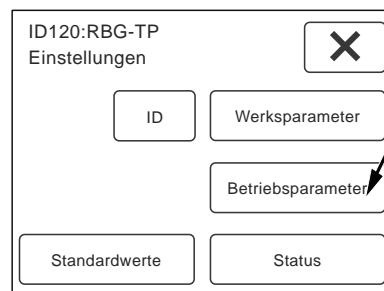 ID120:RBG-TP
Einstellungen
ID
Werksparameter
Betriebsparameter
Standardwerte
Status